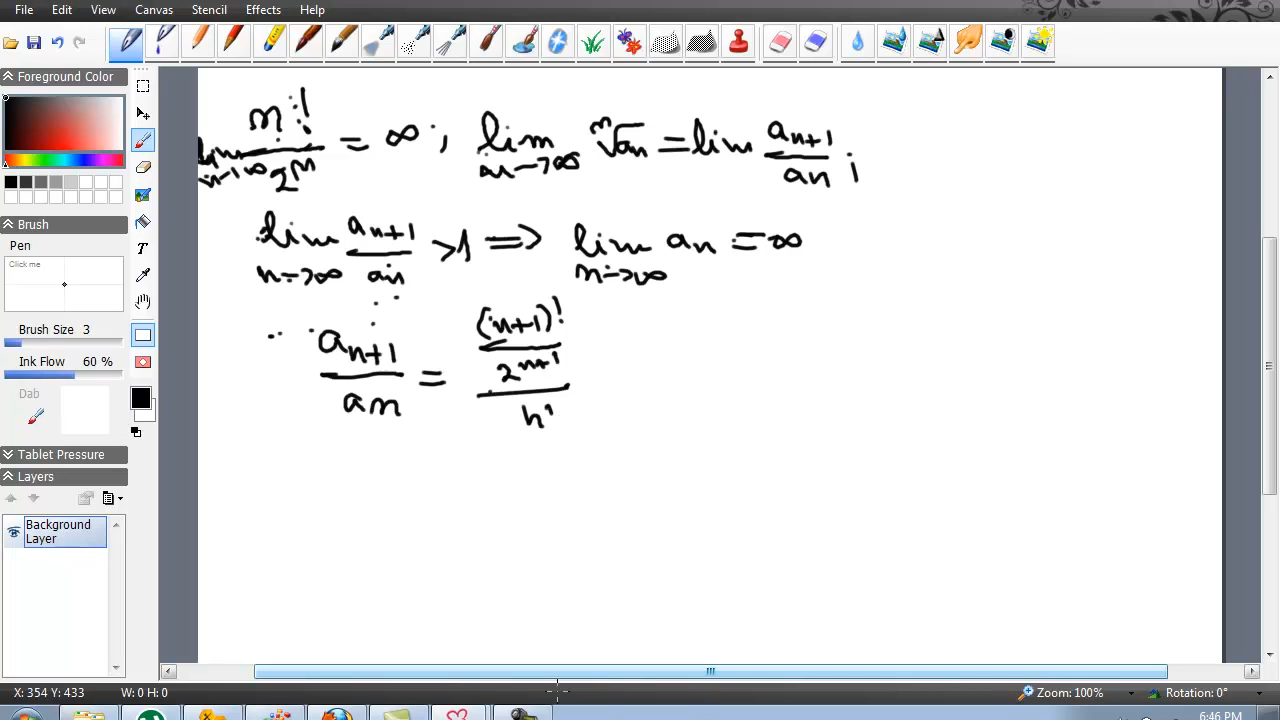 File Edit View Canvas Stencil Effects Help
Foreground Color
Brush
Pen
Click me
Brush Size 3
Ink Flow 60 %
Dab
Tablet Pressure
Layers
Background Layer
lim n→∞ n!/2^n = ∞ ; lim n→∞ ⁿ√an = lim an+1/an ;
lim n→∞ an+1/an >1 => lim n→∞ an = ∞
an+1/an = (n+1)!/2^n+1 / n!
X: 354 Y: 433 W: 0 H: 0 Zoom: 100% Rotation: 0°
6:46 PM